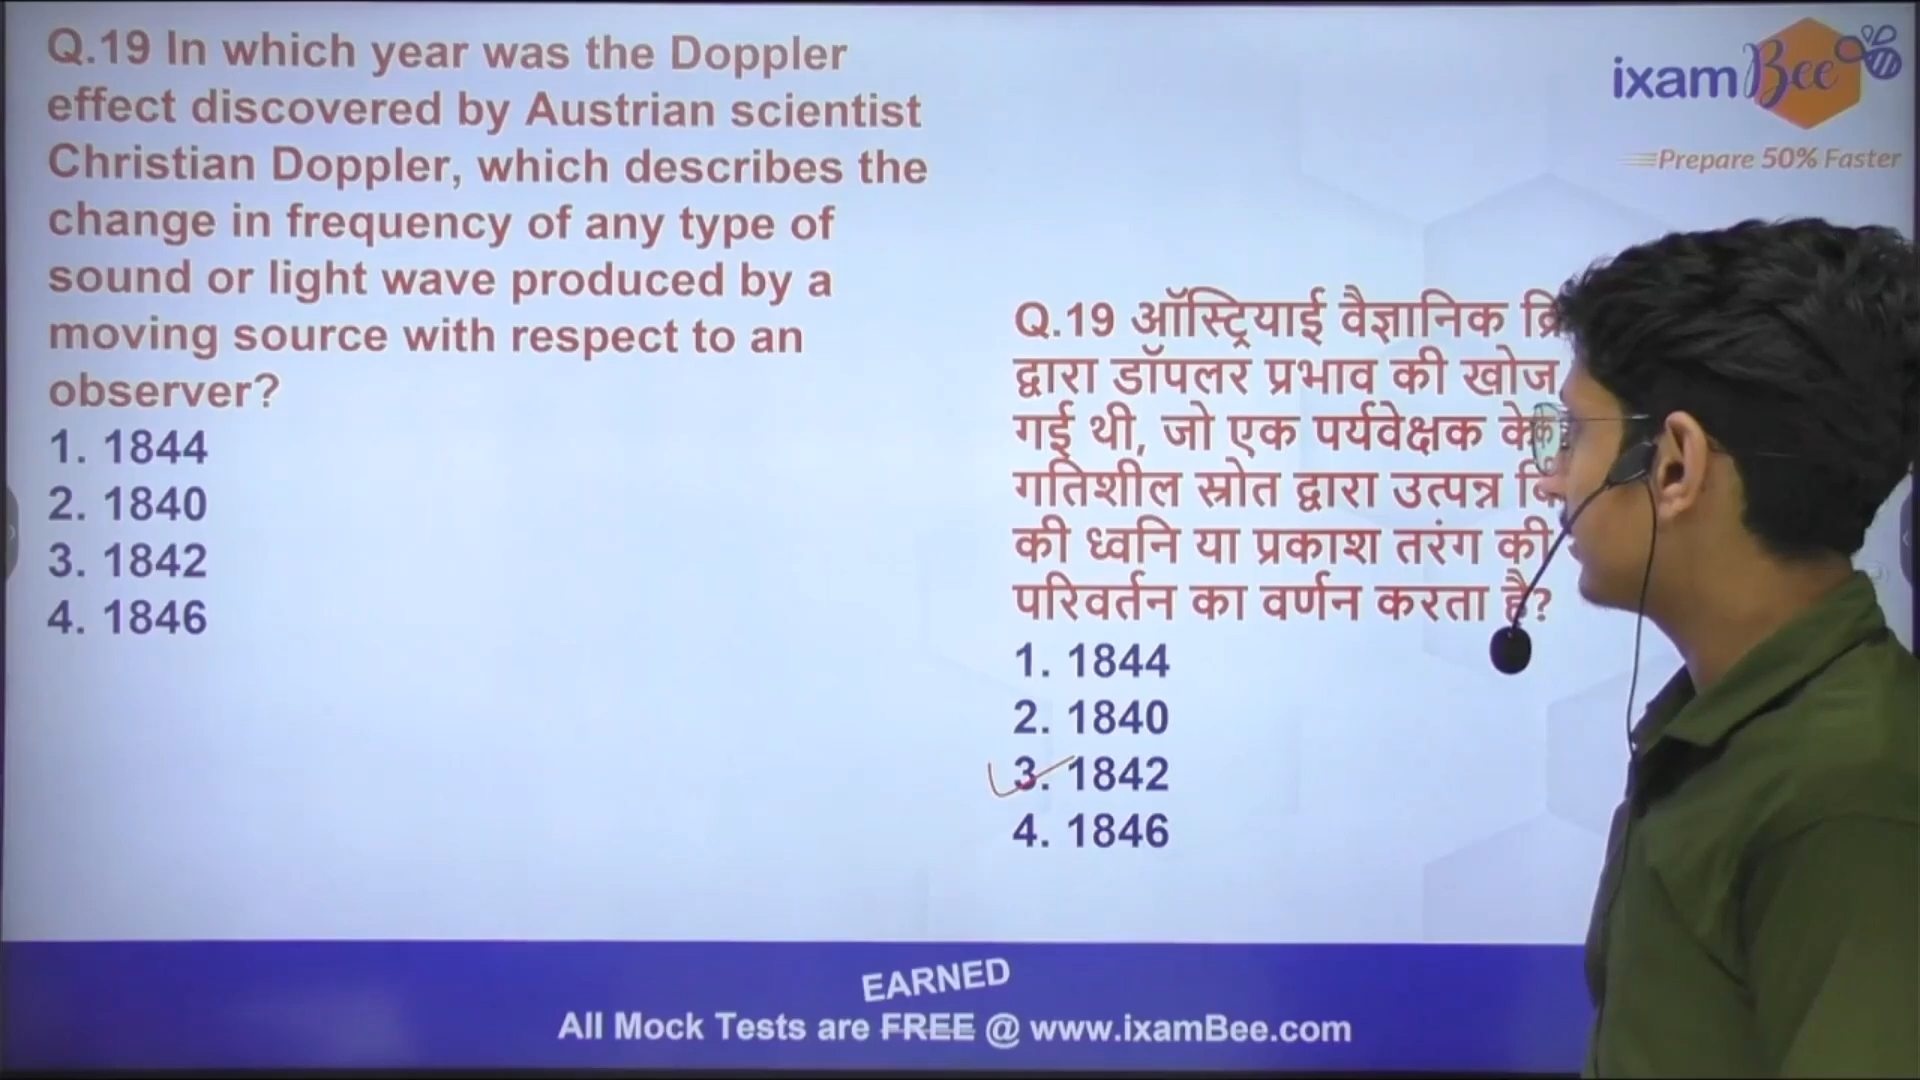 Q.19 In which year was the Doppler
effect discovered by Austrian scientist
Christian Doppler, which describes the
change in frequency of any type of
sound or light wave produced by a
moving source with respect to an
observer?
1. 1844
2. 1840
3. 1842
4. 1846
ixamBee
Prepare 50% Faster
Q.19 ऑस्ट्रियाई वैज्ञानिक
द्वारा डॉपलर प्रभाव की खोज
गई थी, जो एक पर्यवेक्षक के
गतिशील स्रोत द्वारा उत्पन्न
की ध्वनि या प्रकाश तरंग की
परिवर्तन का वर्णन करता है?
1. 1844
2. 1840
3. 1842
4. 1846
EARNED
All Mock Tests are FREE @ www.ixamBee.com